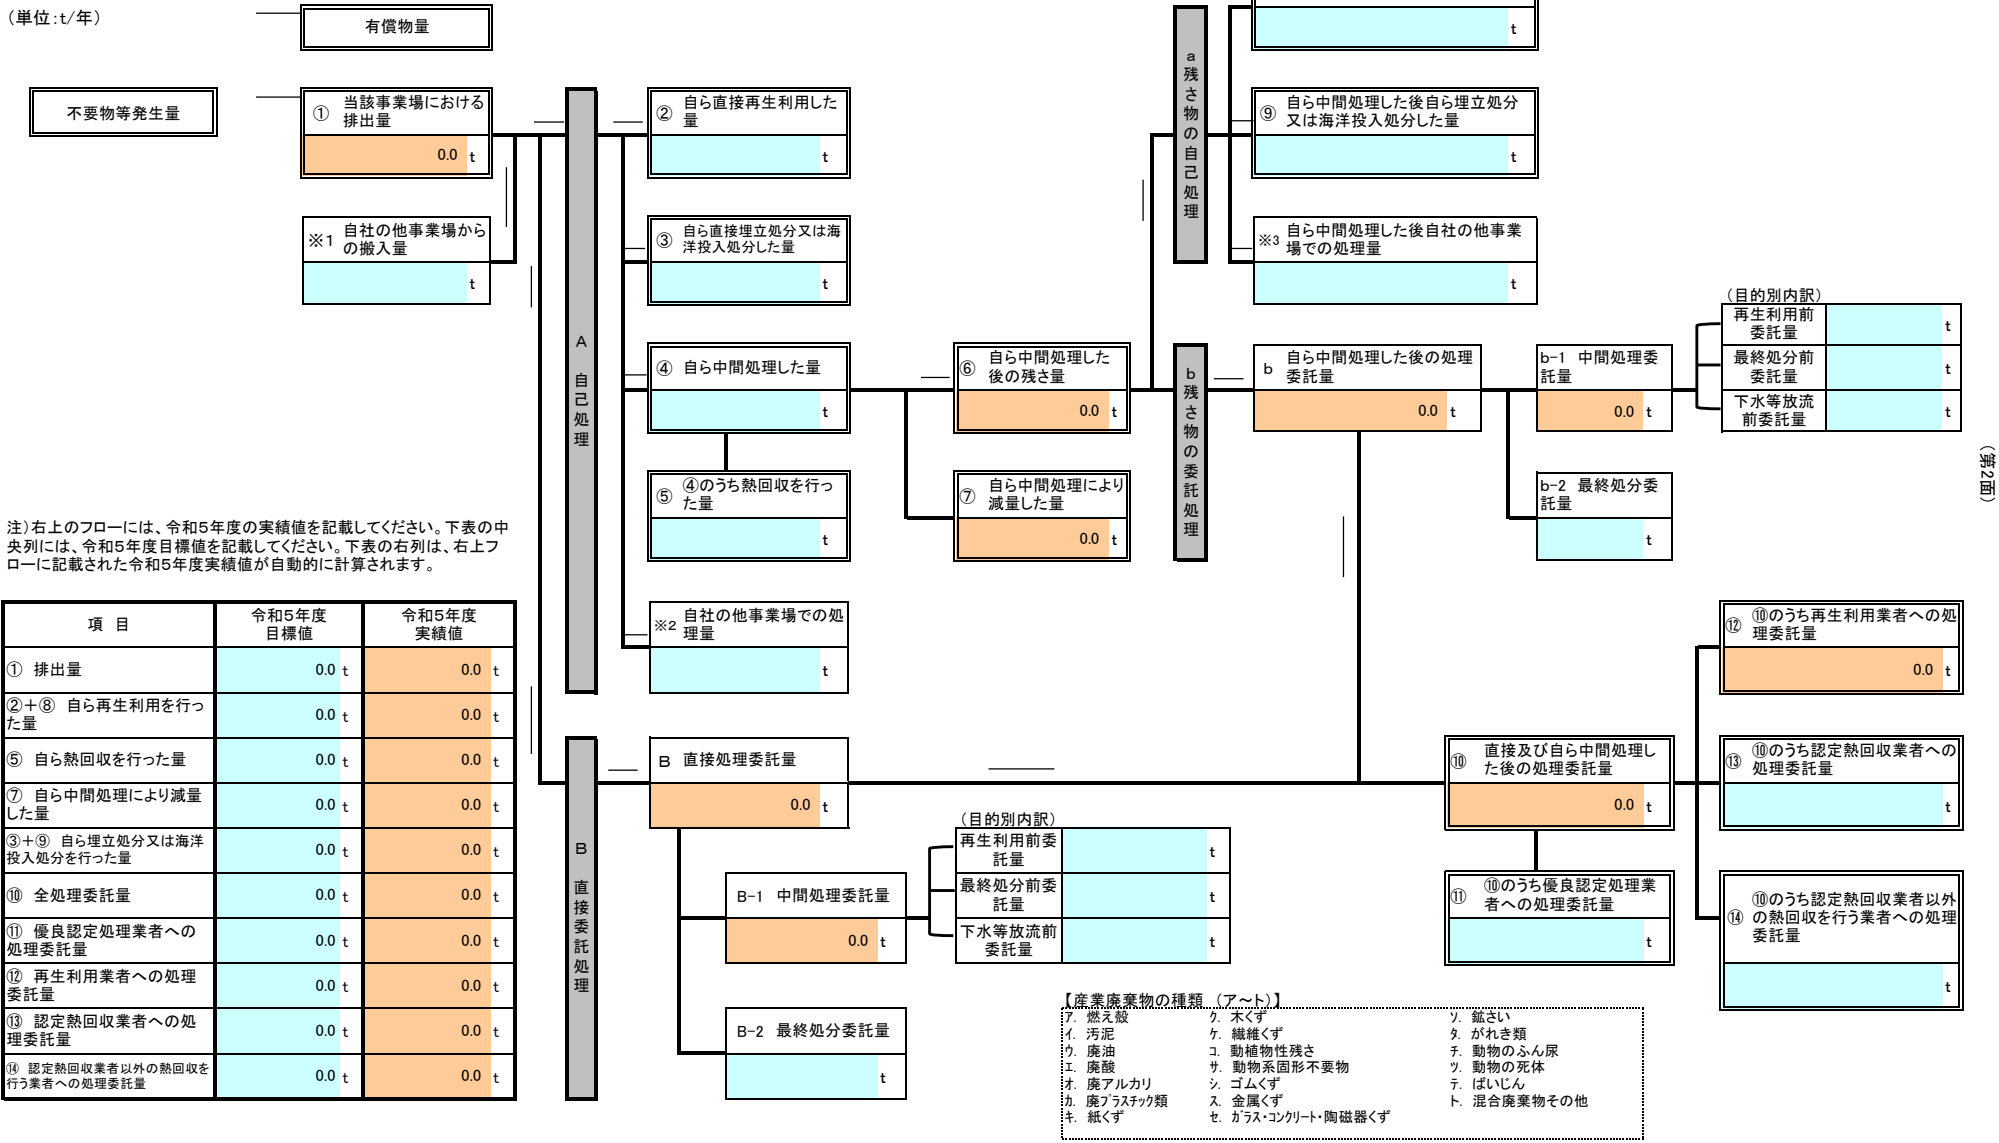 （単位：t/年）
有償物量
不要物等発生量
① 当該事業場における
排出量
0.0 t
※1 自社の他事業場から
の搬入量
t
A 自己処理
② 自ら直接再生利用した
量
t
③ 自ら直接埋立処分又は海
洋投入処分した量
t
④ 自ら中間処理した量
t
⑤ ④のうち熱回収を行っ
た量
t
※2 自社の他事業場での処
理量
t
⑥ 自ら中間処理した
後の残さ量
0.0 t
⑦ 自ら中間処理により
減量した量
0.0 t
a 残さ物の自己処理
t
⑨ 自ら中間処理した後自ら埋立処分
又は海洋投入処分した量
t
※3 自ら中間処理した後自社の他事業
場での処理量
t
b 残さ物の委託処理
b 自ら中間処理した後の処理
委託量
0.0 t
b-1 中間処理委
託量
0.0 t
b-2 最終処分委
託量
t
（目的別内訳）
再生利用前
委託量 t
最終処分前
委託量 t
下水等放流
前委託量 t
（第2面）
注）右上のフローには、令和5年度の実績値を記載してください。下表の中
央列には、令和5年度目標値を記載してください。下表の右列は、右上フ
ローに記載された令和5年度実績値が自動的に計算されます。
項 目 令和5年度
目標値 令和5年度
実績値
① 排出量 0.0 t 0.0 t
②＋⑧ 自ら再生利用を行っ
た量 0.0 t 0.0 t
⑤ 自ら熱回収を行った量 0.0 t 0.0 t
⑦ 自ら中間処理により減量
した量 0.0 t 0.0 t
③＋⑨ 自ら埋立処分又は海洋
投入処分を行った量 0.0 t 0.0 t
⑩ 全処理委託量 0.0 t 0.0 t
⑪ 優良認定処理業者への
処理委託量 0.0 t 0.0 t
⑫ 再生利用業者への処理
委託量 0.0 t 0.0 t
⑬ 認定熱回収業者への処
理委託量 0.0 t 0.0 t
⑭ 認定熱回収業者以外の熱回収を
行う業者への処理委託量 0.0 t 0.0 t
B 直接委託処理
B 直接処理委託量
0.0 t
B-1 中間処理委託量
0.0 t
B-2 最終処分委託量
t
（目的別内訳）
再生利用前委
託量 t
最終処分前委
託量 t
下水等放流前
委託量 t
⑩ 直接及び自ら中間処理し
た後の処理委託量
0.0 t
⑪ ⑩のうち優良認定処理業
者への処理委託量
t
⑫ ⑩のうち再生利用業者への処
理委託量
0.0 t
⑬ ⑩のうち認定熱回収業者への
処理委託量
t
⑭ ⑩のうち認定熱回収業者以外
の熱回収を行う業者への処理
委託量
t
【産業廃棄物の種類 （ア～ト）】
ア. 燃え殻 ク. 木くず ソ. 鉱さい
イ. 汚泥 ケ. 繊維くず タ. がれき類
ウ. 廃油 コ. 動植物性残さ チ. 動物のふん尿
エ. 廃酸 サ. 動物系固形不要物 ツ. 動物の死体
オ. 廃アルカリ シ. ゴムくず テ. ばいじん
カ. 廃プラスチック類 ス. 金属くず ト. 混合廃棄物その他
キ. 紙くず セ. ガラス・コンクリート・陶磁器くず